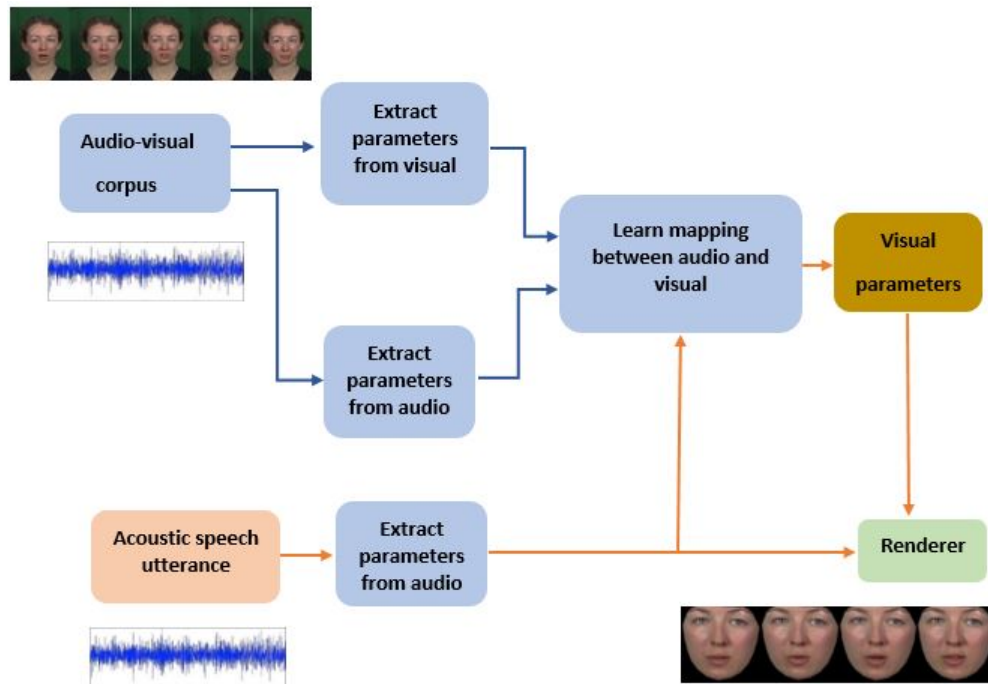 Audio-visual
corpus
Extract
parameters
from visual
Learn mapping
between audio and
visual
Visual
parameters
Extract
parameters
from audio
Acoustic speech
utterance
Extract
parameters
from audio
Renderer